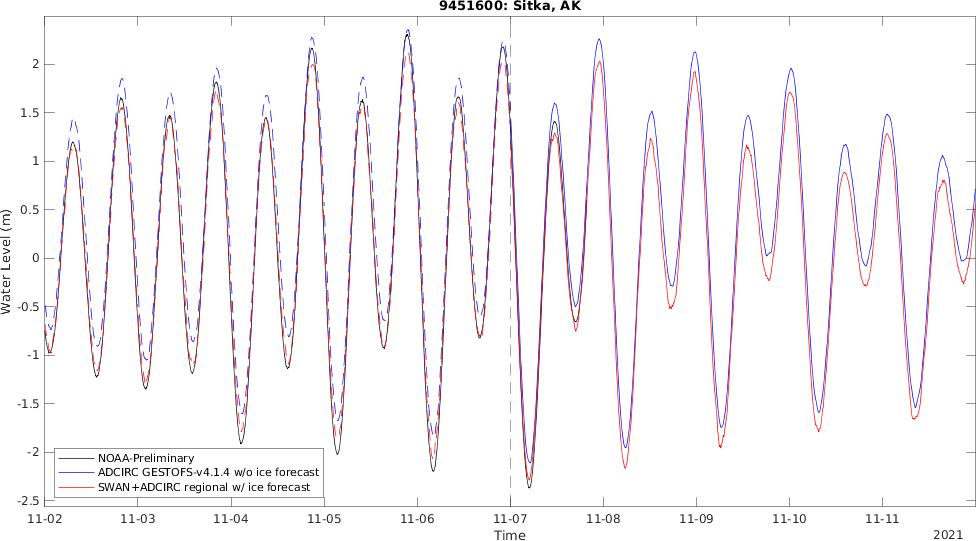 9451600: Sitka, AK
Water Level (m)
2
1.5
1
0.5
0
-0.5
-1
-1.5
-2
-2.5
NOAA-Preliminary
ADCIRC GESTOFS-v4.1.4 w/o ice forecast
SWAN+ADCIRC regional w/ ice forecast
11-02 11-03 11-04 11-05 11-06 11-07 11-08 11-09 11-10 11-11
Time
2021